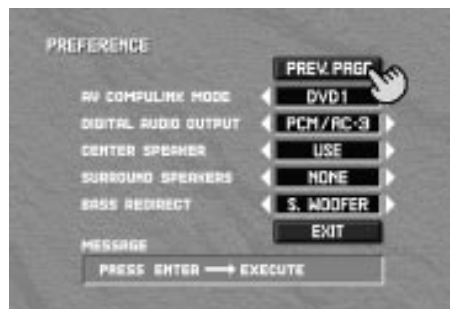 PREFERENCE
PREV. PAGE
AV COMPULINK MODE DVD1
DIGITAL AUDIO OUTPUT PCM/AC-3
CENTER SPEAKER USE
SURROUND SPEAKERS NONE
BASS REDIRECT S. WOOFER
EXIT
MESSAGE
PRESS ENTER → EXECUTE